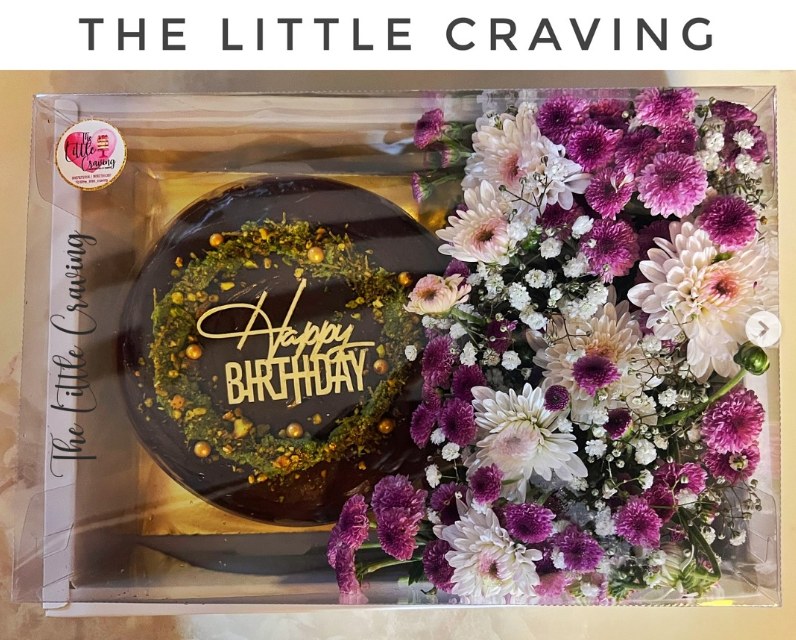 THE LITTLE CRAVING
The
Little
Craving
The Little Craving
Happy
BIRTHDAY